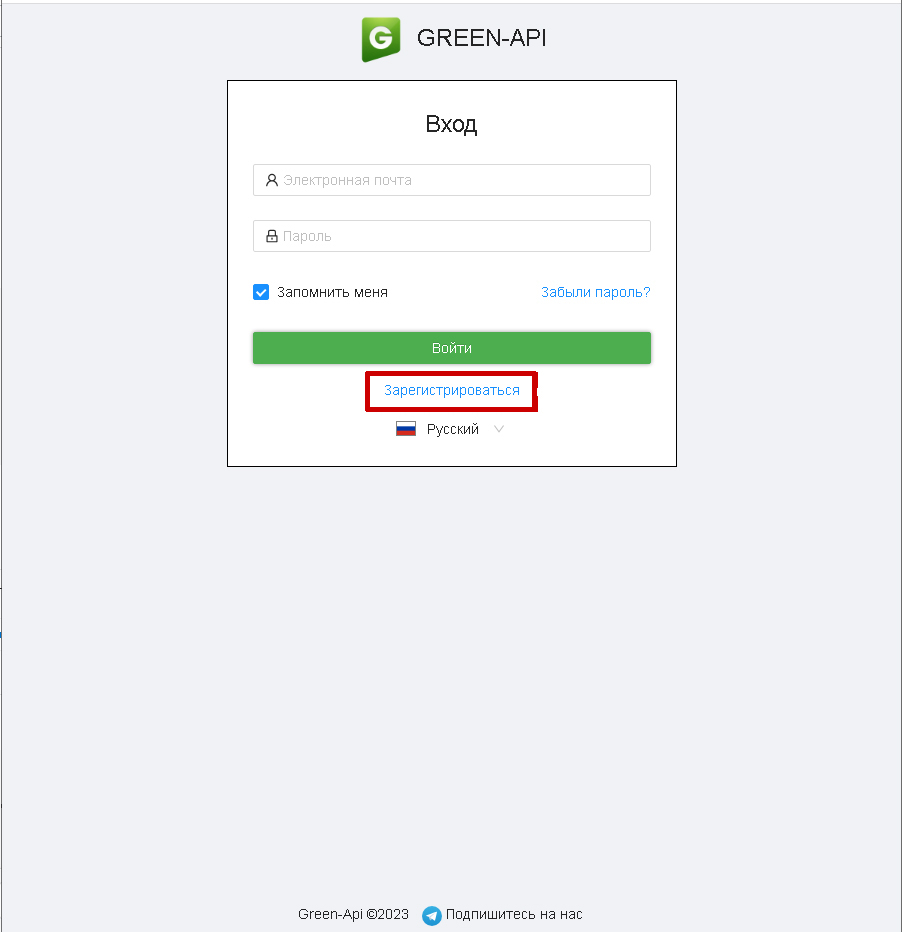 GREEN-API
Вход
Электронная почта
Пароль
Запомнить меня Забыли пароль?
Войти
Зарегистрироваться
Русский
Green-Api ©2023 Подпишитесь на нас